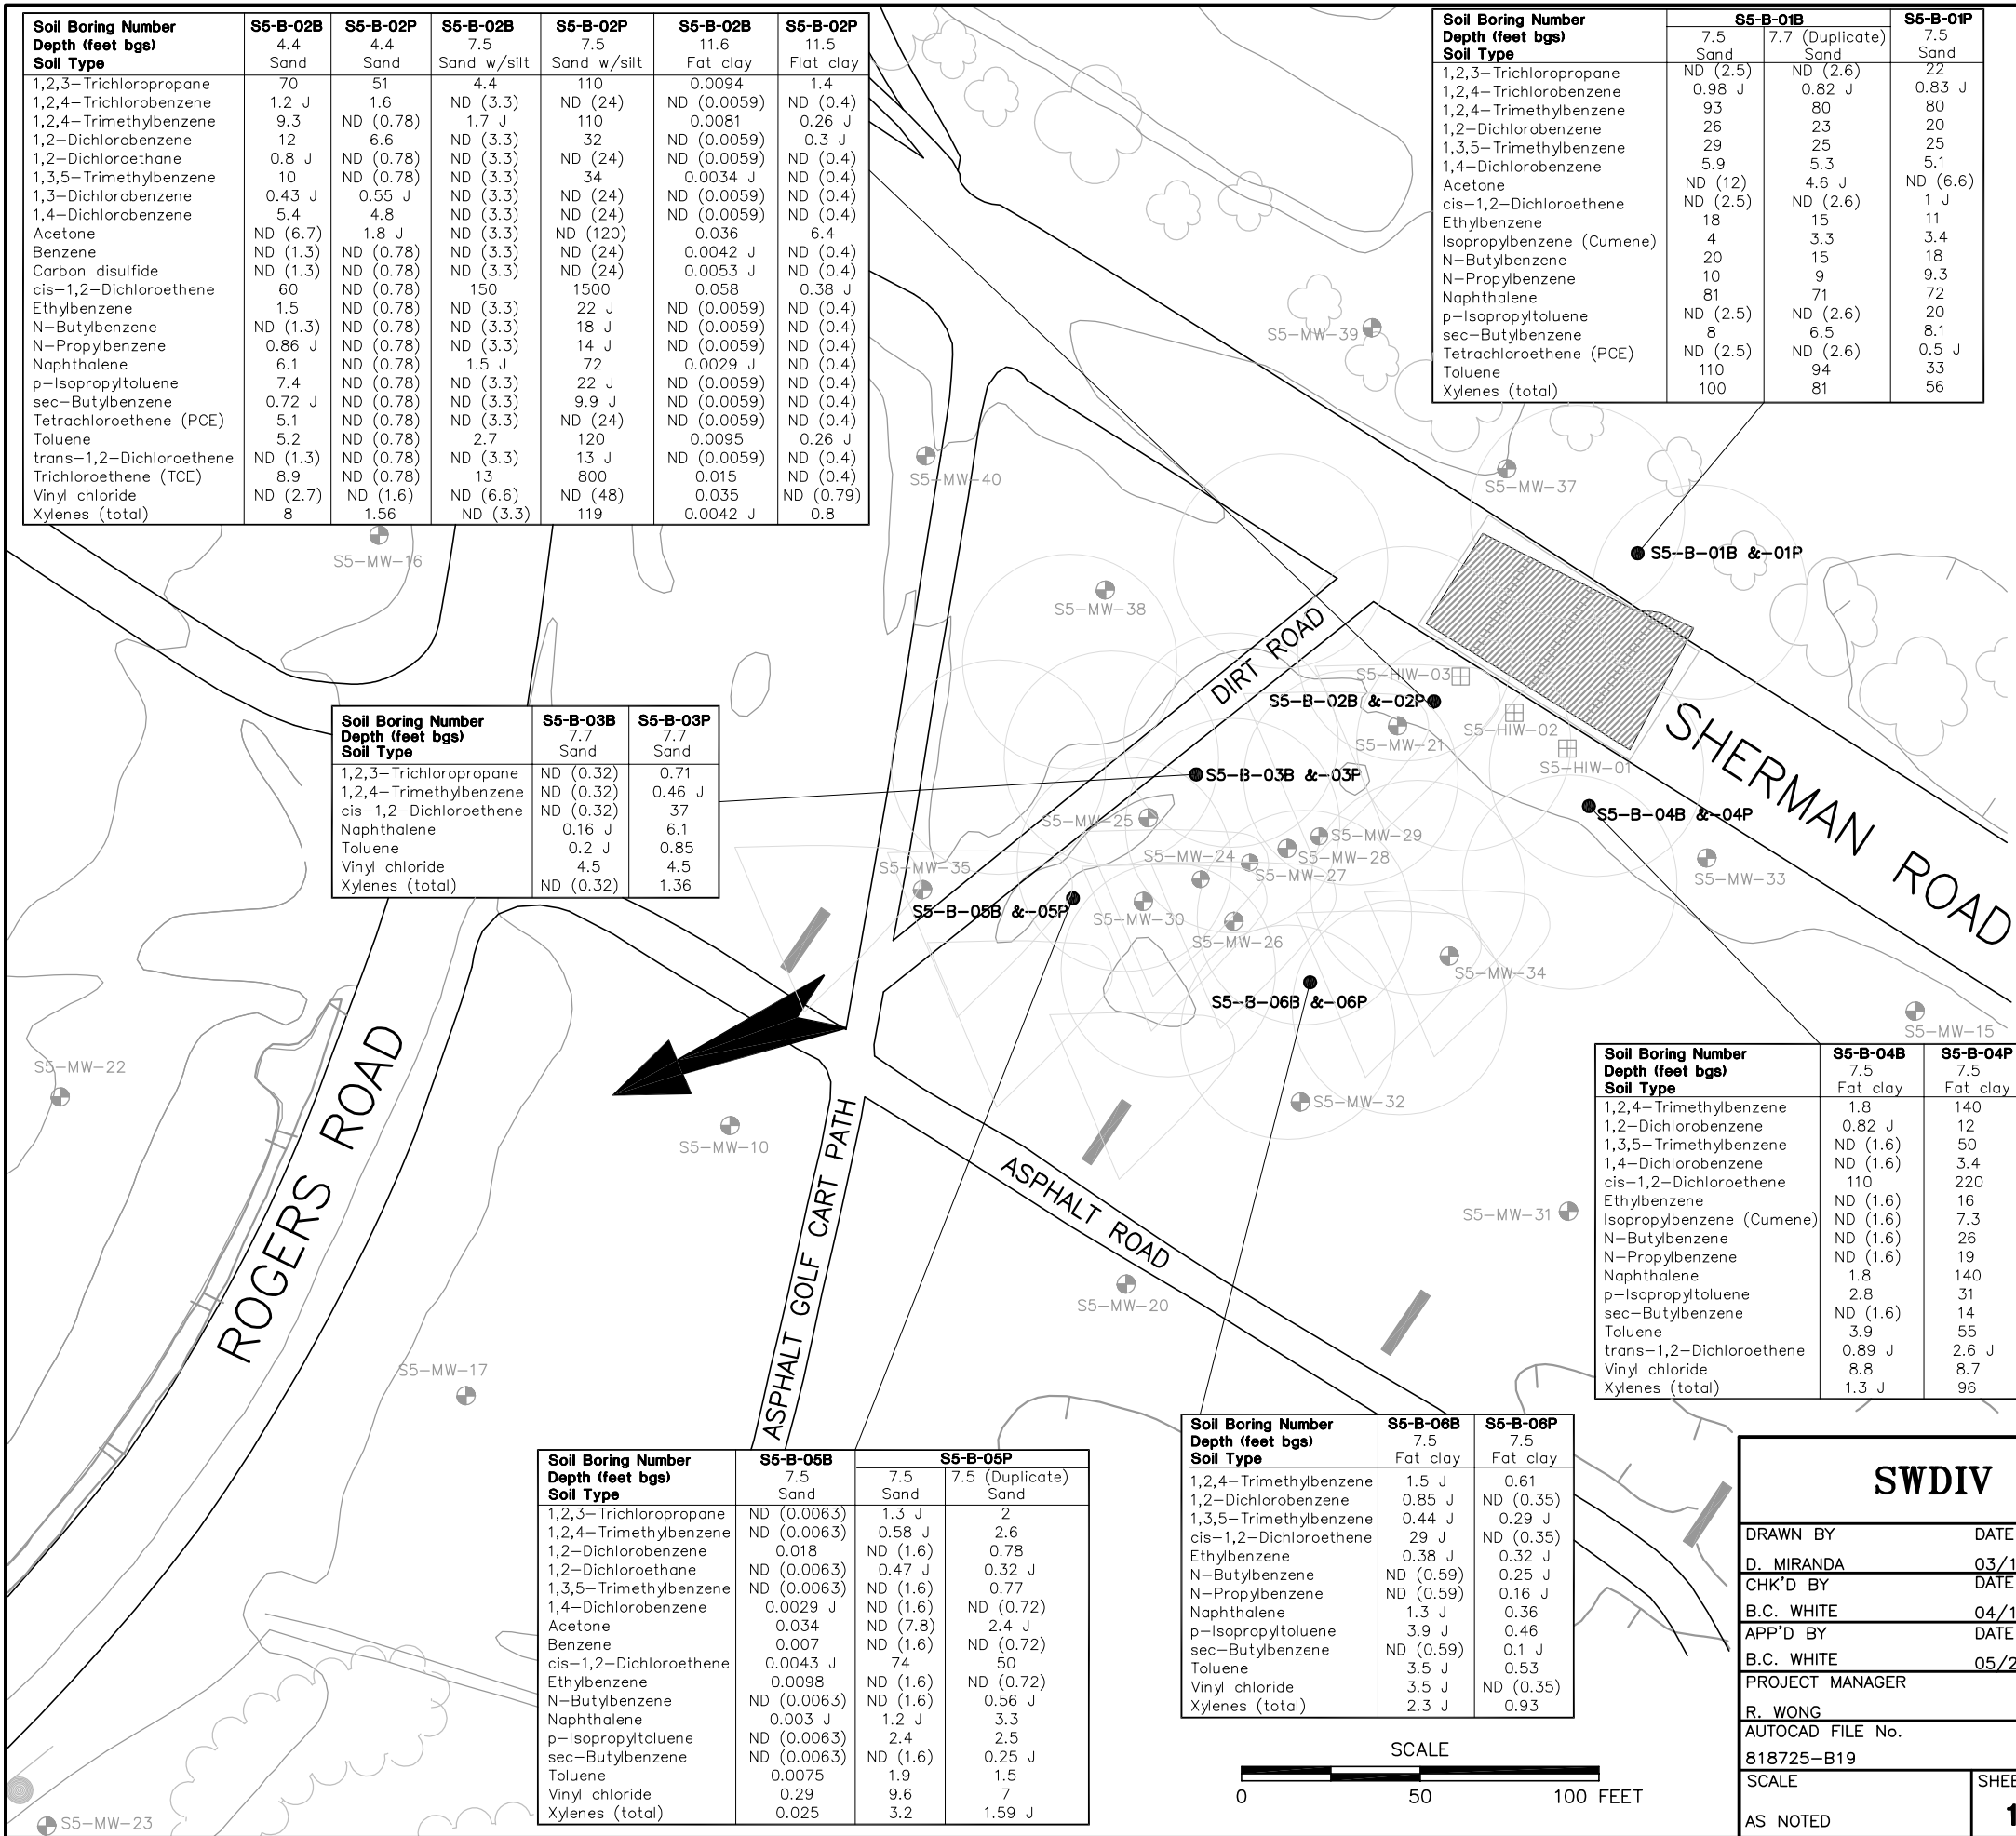 Soil Boring Number S5-B-02B S5-B-02P S5-B-02B S5-B-02P S5-B-02B S5-B-02P
Depth (feet bgs) 4.4 4.4 7.5 7.5 11.6 11.5
Soil Type Sand Sand Sand w/silt Sand w/silt Fat clay Flat clay
1,2,3-Trichloropropane 70 51 4.4 110 0.0094 1.4
1,2,4-Trichlorobenzene 1.2 J 1.6 ND (3.3) ND (24) ND (0.0059) ND (0.4)
1,2,4-Trimethylbenzene 9.3 ND (0.78) 1.7 J 110 0.0081 0.26 J
1,2-Dichlorobenzene 12 6.6 ND (3.3) 32 ND (0.0059) 0.3 J
1,2-Dichloroethane 0.8 J ND (0.78) ND (3.3) ND (24) ND (0.0059) ND (0.4)
1,3,5-Trimethylbenzene 10 ND (0.78) ND (3.3) 34 0.0034 J ND (0.4)
1,3-Dichlorobenzene 0.43 J 0.55 J ND (3.3) ND (24) ND (0.0059) ND (0.4)
1,4-Dichlorobenzene 5.4 4.8 ND (3.3) ND (24) ND (0.0059) ND (0.4)
Acetone ND (6.7) 1.8 J ND (3.3) ND (120) 0.036 6.4
Benzene ND (1.3) ND (0.78) ND (3.3) ND (24) 0.0042 J ND (0.4)
Carbon disulfide ND (1.3) ND (0.78) ND (3.3) ND (24) 0.0053 J ND (0.4)
cis-1,2-Dichloroethene 60 ND (0.78) 150 1500 0.058 0.38 J
Ethylbenzene 1.5 ND (0.78) ND (3.3) 22 J ND (0.0059) ND (0.4)
N-Butylbenzene ND (1.3) ND (0.78) ND (3.3) 18 J ND (0.0059) ND (0.4)
N-Propylbenzene 0.86 J ND (0.78) ND (3.3) 14 J ND (0.0059) ND (0.4)
Naphthalene 6.1 ND (0.78) 1.5 J 72 0.0029 J ND (0.4)
p-Isopropyltoluene 7.4 ND (0.78) ND (3.3) 22 J ND (0.0059) ND (0.4)
sec-Butylbenzene 0.72 J ND (0.78) ND (3.3) 9.9 J ND (0.0059) ND (0.4)
Tetrachloroethene (PCE) 5.1 ND (0.78) ND (3.3) ND (24) ND (0.0059) ND (0.4)
Toluene 5.2 ND (0.78) 2.7 120 0.0095 0.26 J
trans-1,2-Dichloroethene ND (1.3) ND (0.78) ND (3.3) 13 J ND (0.0059) ND (0.4)
Trichloroethene (TCE) 8.9 ND (0.78) 13 800 0.015 ND (0.4)
Vinyl chloride ND (2.7) ND (1.6) ND (6.6) ND (48) 0.035 ND (0.79)
Xylenes (total) 8 1.56 ND (3.3) 119 0.0042 J 0.8
Soil Boring Number S5-B-01B S5-B-01P
Depth (feet bgs) 7.5 7.7 (Duplicate) 7.5
Soil Type Sand Sand Sand
1,2,3-Trichloropropane ND (2.5) ND (2.6) 22
1,2,4-Trichlorobenzene 0.98 J 0.82 J 0.83 J
1,2,4-Trimethylbenzene 93 80 80
1,2-Dichlorobenzene 26 23 20
1,3,5-Trimethylbenzene 29 25 25
1,4-Dichlorobenzene 5.9 5.3 5.1
Acetone ND (12) 4.6 J ND (6.6)
cis-1,2-Dichloroethene ND (2.5) ND (2.6) 1 J
Ethylbenzene 18 15 11
Isopropylbenzene (Cumene) 4 3.3 3.4
N-Butylbenzene 20 15 18
N-Propylbenzene 10 9 9.3
Naphthalene 81 71 72
p-Isopropyltoluene ND (2.5) ND (2.6) 20
sec-Butylbenzene 8 6.5 8.1
Tetrachloroethene (PCE) ND (2.5) ND (2.6) 0.5 J
Toluene 110 94 33
Xylenes (total) 100 81 56
S5-MW-39
S5-MW-40
S5-MW-37
S5-MW-16
S5-B-01B &-01P
S5-MW-38
DIRT ROAD
S5-HIW-03
S5-B-02B &-02P
S5-HIW-02
S5-MW-21
S5-HIW-01
SHERMAN ROAD
Soil Boring Number S5-B-03B S5-B-03P
Depth (feet bgs) 7.7 7.7
Soil Type Sand Sand
1,2,3-Trichloropropane ND (0.32) 0.71
1,2,4-Trimethylbenzene ND (0.32) 0.46 J
cis-1,2-Dichloroethene ND (0.32) 37
Naphthalene 0.16 J 6.1
Toluene 0.2 J 0.85
Vinyl chloride 4.5 4.5
Xylenes (total) ND (0.32) 1.36
S5-B-03B &-03P
S5-B-04B &-04P
S5-MW-25
S5-MW-29
S5-MW-24
S5-MW-28
S5-MW-27
S5-MW-35
S5-MW-33
S5-B-05B &-05P
S5-MW-30
S5-MW-26
S5-MW-34
S5-B-06B &-06P
S5-MW-15
S5-MW-22
ROGERS ROAD
S5-MW-10
S5-MW-32
ASPHALT GOLF CART PATH
ASPHALT ROAD
S5-MW-31
S5-MW-20
S5-MW-17
Soil Boring Number S5-B-04B S5-B-04P
Depth (feet bgs) 7.5 7.5
Soil Type Fat clay Fat clay
1,2,4-Trimethylbenzene 1.8 140
1,2-Dichlorobenzene 0.82 J 12
1,3,5-Trimethylbenzene ND (1.6) 50
1,4-Dichlorobenzene ND (1.6) 3.4
cis-1,2-Dichloroethene 110 220
Ethylbenzene ND (1.6) 16
Isopropylbenzene (Cumene) ND (1.6) 7.3
N-Butylbenzene ND (1.6) 26
N-Propylbenzene ND (1.6) 19
Naphthalene 1.8 140
p-Isopropyltoluene 2.8 31
sec-Butylbenzene ND (1.6) 14
Toluene 3.9 55
trans-1,2-Dichloroethene 0.89 J 2.6 J
Vinyl chloride 8.8 8.7
Xylenes (total) 1.3 J 96
Soil Boring Number S5-B-05B S5-B-05P
Depth (feet bgs) 7.5 7.5 7.5 (Duplicate)
Soil Type Sand Sand Sand
1,2,3-Trichloropropane ND (0.0063) 1.3 J 2
1,2,4-Trimethylbenzene ND (0.0063) 0.58 J 2.6
1,2-Dichlorobenzene 0.018 ND (1.6) 0.78
1,2-Dichloroethane ND (0.0063) 0.47 J 0.32 J
1,3,5-Trimethylbenzene ND (0.0063) ND (1.6) 0.77
1,4-Dichlorobenzene 0.0029 J ND (1.6) ND (0.72)
Acetone 0.034 ND (7.8) 2.4 J
Benzene 0.007 ND (1.6) ND (0.72)
cis-1,2-Dichloroethene 0.0043 J 74 50
Ethylbenzene 0.0098 ND (1.6) ND (0.72)
N-Butylbenzene ND (0.0063) ND (1.6) 0.56 J
Naphthalene 0.003 J 1.2 J 3.3
p-Isopropyltoluene ND (0.0063) 2.4 2.5
sec-Butylbenzene ND (0.0063) ND (1.6) 0.25 J
Toluene 0.0075 1.9 1.5
Vinyl chloride 0.29 9.6 7
Xylenes (total) 0.025 3.2 1.59 J
Soil Boring Number S5-B-06B S5-B-06P
Depth (feet bgs) 7.5 7.5
Soil Type Fat clay Fat clay
1,2,4-Trimethylbenzene 1.5 J 0.61
1,2-Dichlorobenzene 0.85 J ND (0.35)
1,3,5-Trimethylbenzene 0.44 J 0.29 J
cis-1,2-Dichloroethene 29 J ND (0.35)
Ethylbenzene 0.38 J 0.32 J
N-Butylbenzene ND (0.59) 0.25 J
N-Propylbenzene ND (0.59) 0.16 J
Naphthalene 1.3 J 0.36
p-Isopropyltoluene 3.9 J 0.46
sec-Butylbenzene ND (0.59) 0.1 J
Toluene 3.5 J 0.53
Vinyl chloride 3.5 J ND (0.35)
Xylenes (total) 2.3 J 0.93
S5-MW-23
SCALE
0 50 100 FEET
SWDIV
DRAWN BY DATE
D. MIRANDA 03/1
CHK'D BY DATE
B.C. WHITE 04/1
APP'D BY DATE
B.C. WHITE 05/2
PROJECT MANAGER
R. WONG
AUTOCAD FILE No.
818725-B19
SCALE SHEE
AS NOTED 1